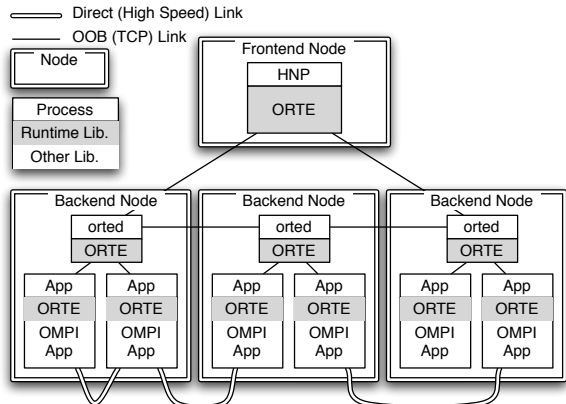 Direct (High Speed) Link
OOB (TCP) Link
Node
Process
Runtime Lib.
Other Lib.
Frontend Node
HNP
ORTE
Backend Node Backend Node Backend Node
orted orted orted
ORTE ORTE ORTE
App App App App App App
ORTE ORTE ORTE ORTE ORTE ORTE
OMPI OMPI OMPI OMPI OMPI OMPI
App App App App App App